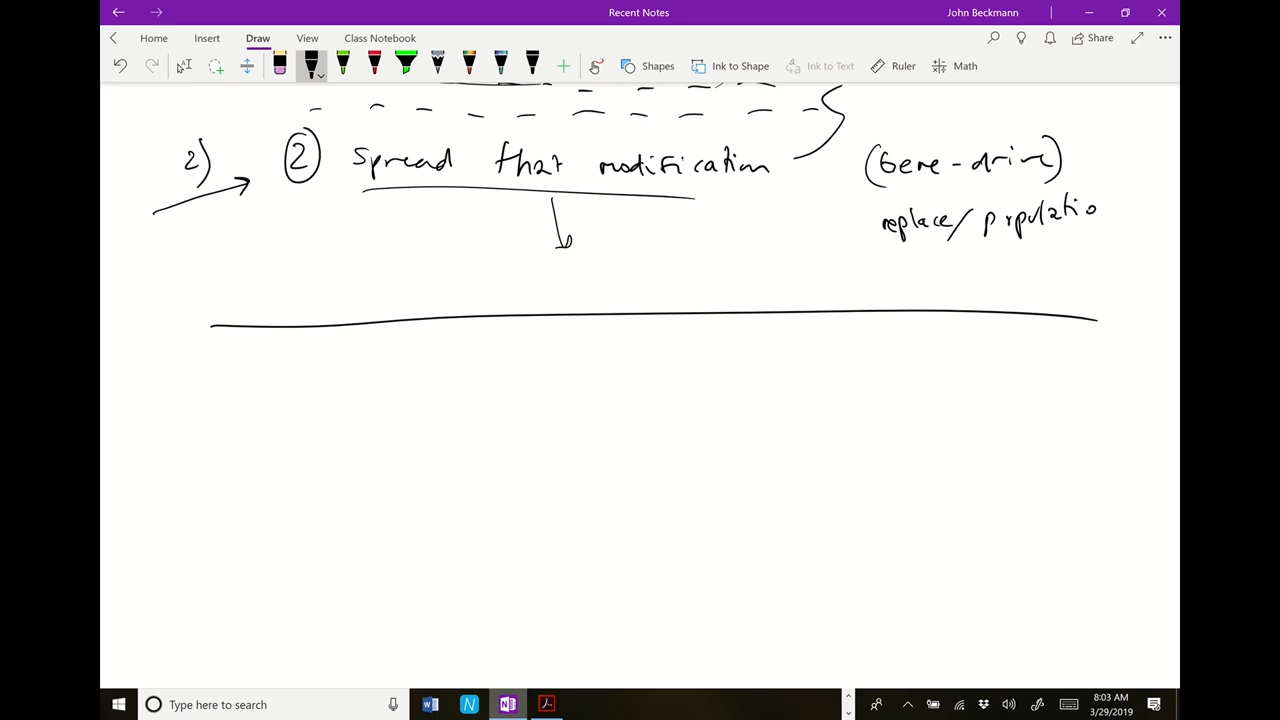 Recent Notes
John Beckmann
Home Insert Draw View Class Notebook
Share
Shapes Ink to Shape Ink to Text Ruler Math
2) ② spread that modification (Gene-drive)
replace/ populatio
Type here to search
8:03 AM
3/29/2019